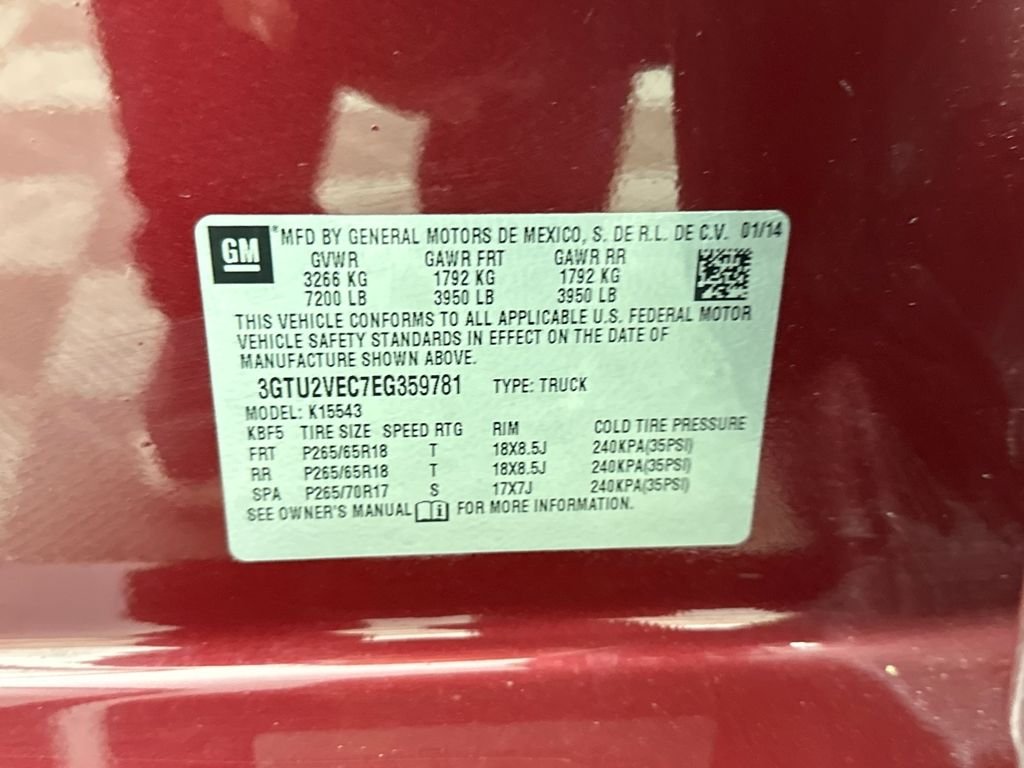 GM
*MFD BY GENERAL MOTORS DE MEXICO, S. DE R.L. DE C.V. 01/14
GVWR GAWR FRT GAWR RR
3266 KG 1792 KG 1792 KG
7200 LB 3950 LB 3950 LB
THIS VEHICLE CONFORMS TO ALL APPLICABLE U.S. FEDERAL MOTOR
VEHICLE SAFETY STANDARDS IN EFFECT ON THE DATE OF
MANUFACTURE SHOWN ABOVE.
3GTU2VEC7EG359781 TYPE: TRUCK
MODEL: K15543
KBF5 TIRE SIZE SPEED RTG RIM COLD TIRE PRESSURE
FRT P265/65R18 T 18X8.5J 240KPA(35PSI)
RR P265/65R18 T 18X8.5J 240KPA(35PSI)
SPA P265/70R17 S 17X7J 240KPA(35PSI)
SEE OWNER'S MANUAL FOR MORE INFORMATION.